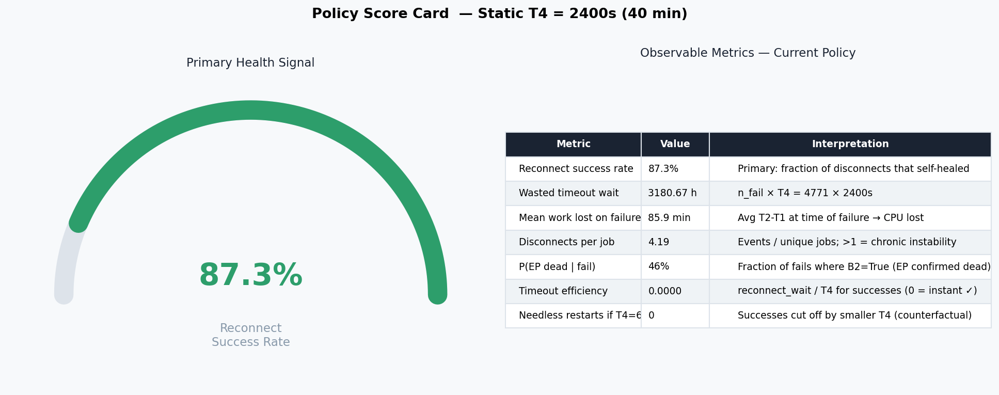 Policy Score Card — Static T4 = 2400s (40 min)
Primary Health Signal
87.3%
Reconnect
Success Rate
Observable Metrics — Current Policy
Metric Value Interpretation
Reconnect success rate 87.3% Primary: fraction of disconnects that self-healed
Wasted timeout wait 3180.67 h n_fail × T4 = 4771 × 2400s
Mean work lost on failure 85.9 min Avg T2-T1 at time of failure → CPU lost
Disconnects per job 4.19 Events / unique jobs; >1 = chronic instability
P(EP dead | fail) 46% Fraction of fails where B2=True (EP confirmed dead)
Timeout efficiency 0.0000 reconnect_wait / T4 for successes (0 = instant ✓)
Needless restarts if T4=6 0 Successes cut off by smaller T4 (counterfactual)